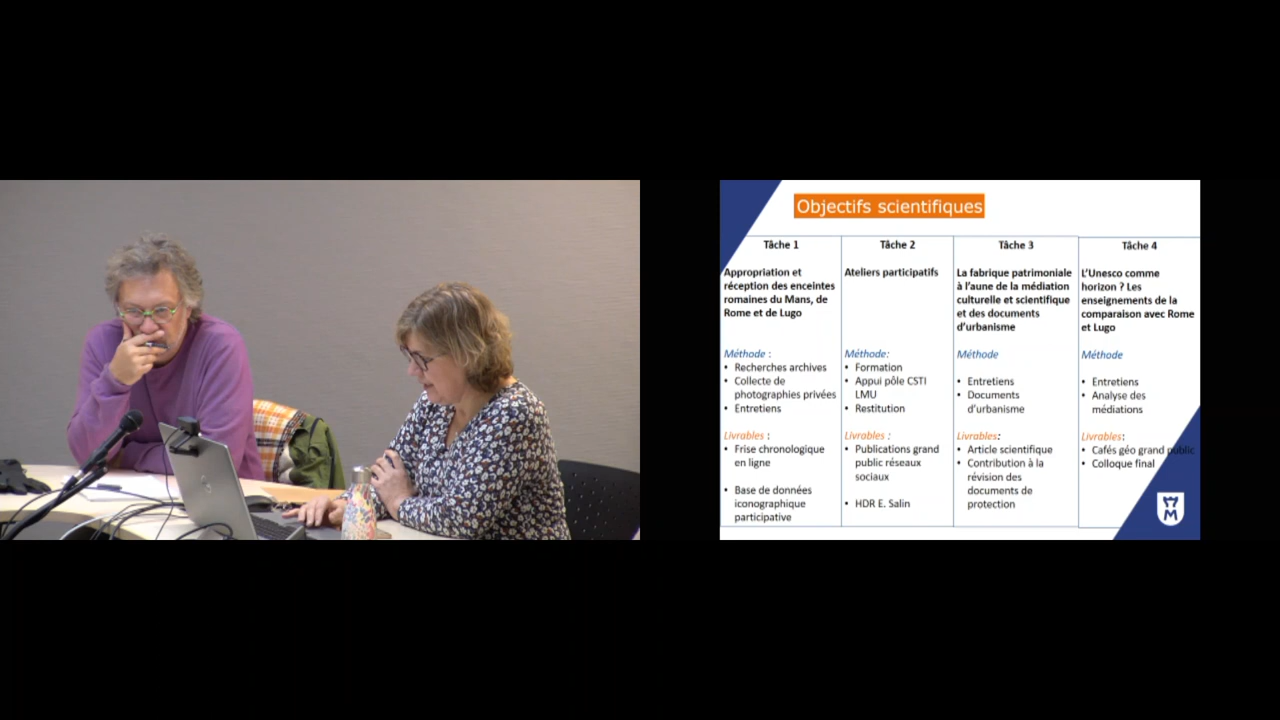 Objectifs scientifiques
Tâche 1
Appropriation et
réception des enceintes
romaines du Mans, de
Rome et de Lugo
Méthode :
• Recherches archives
• Collecte de
photographies privées
• Entretiens
Livrables :
• Frise chronologique
en ligne
• Base de données
iconographique
participative
Tâche 2
Ateliers participatifs
Méthode:
• Formation
• Appui pôle CSTI
LMU
• Restitution
Livrables :
• Publications grand
public réseaux
sociaux
• HDR E. Salin
Tâche 3
La fabrique patrimoniale
à l’aune de la médiation
culturelle et scientifique
et des documents
d’urbanisme
Méthode
• Entretiens
• Documents
d’urbanisme
Livrables:
• Article scientifique
• Contribution à la
révision des
documents de
protection
Tâche 4
L’Unesco comme
horizon ? Les
enseignements de la
comparaison avec Rome
et Lugo
Méthode
• Entretiens
• Analyse des
médiations
Livrables:
• Cafés géo grand public
• Colloque final
M